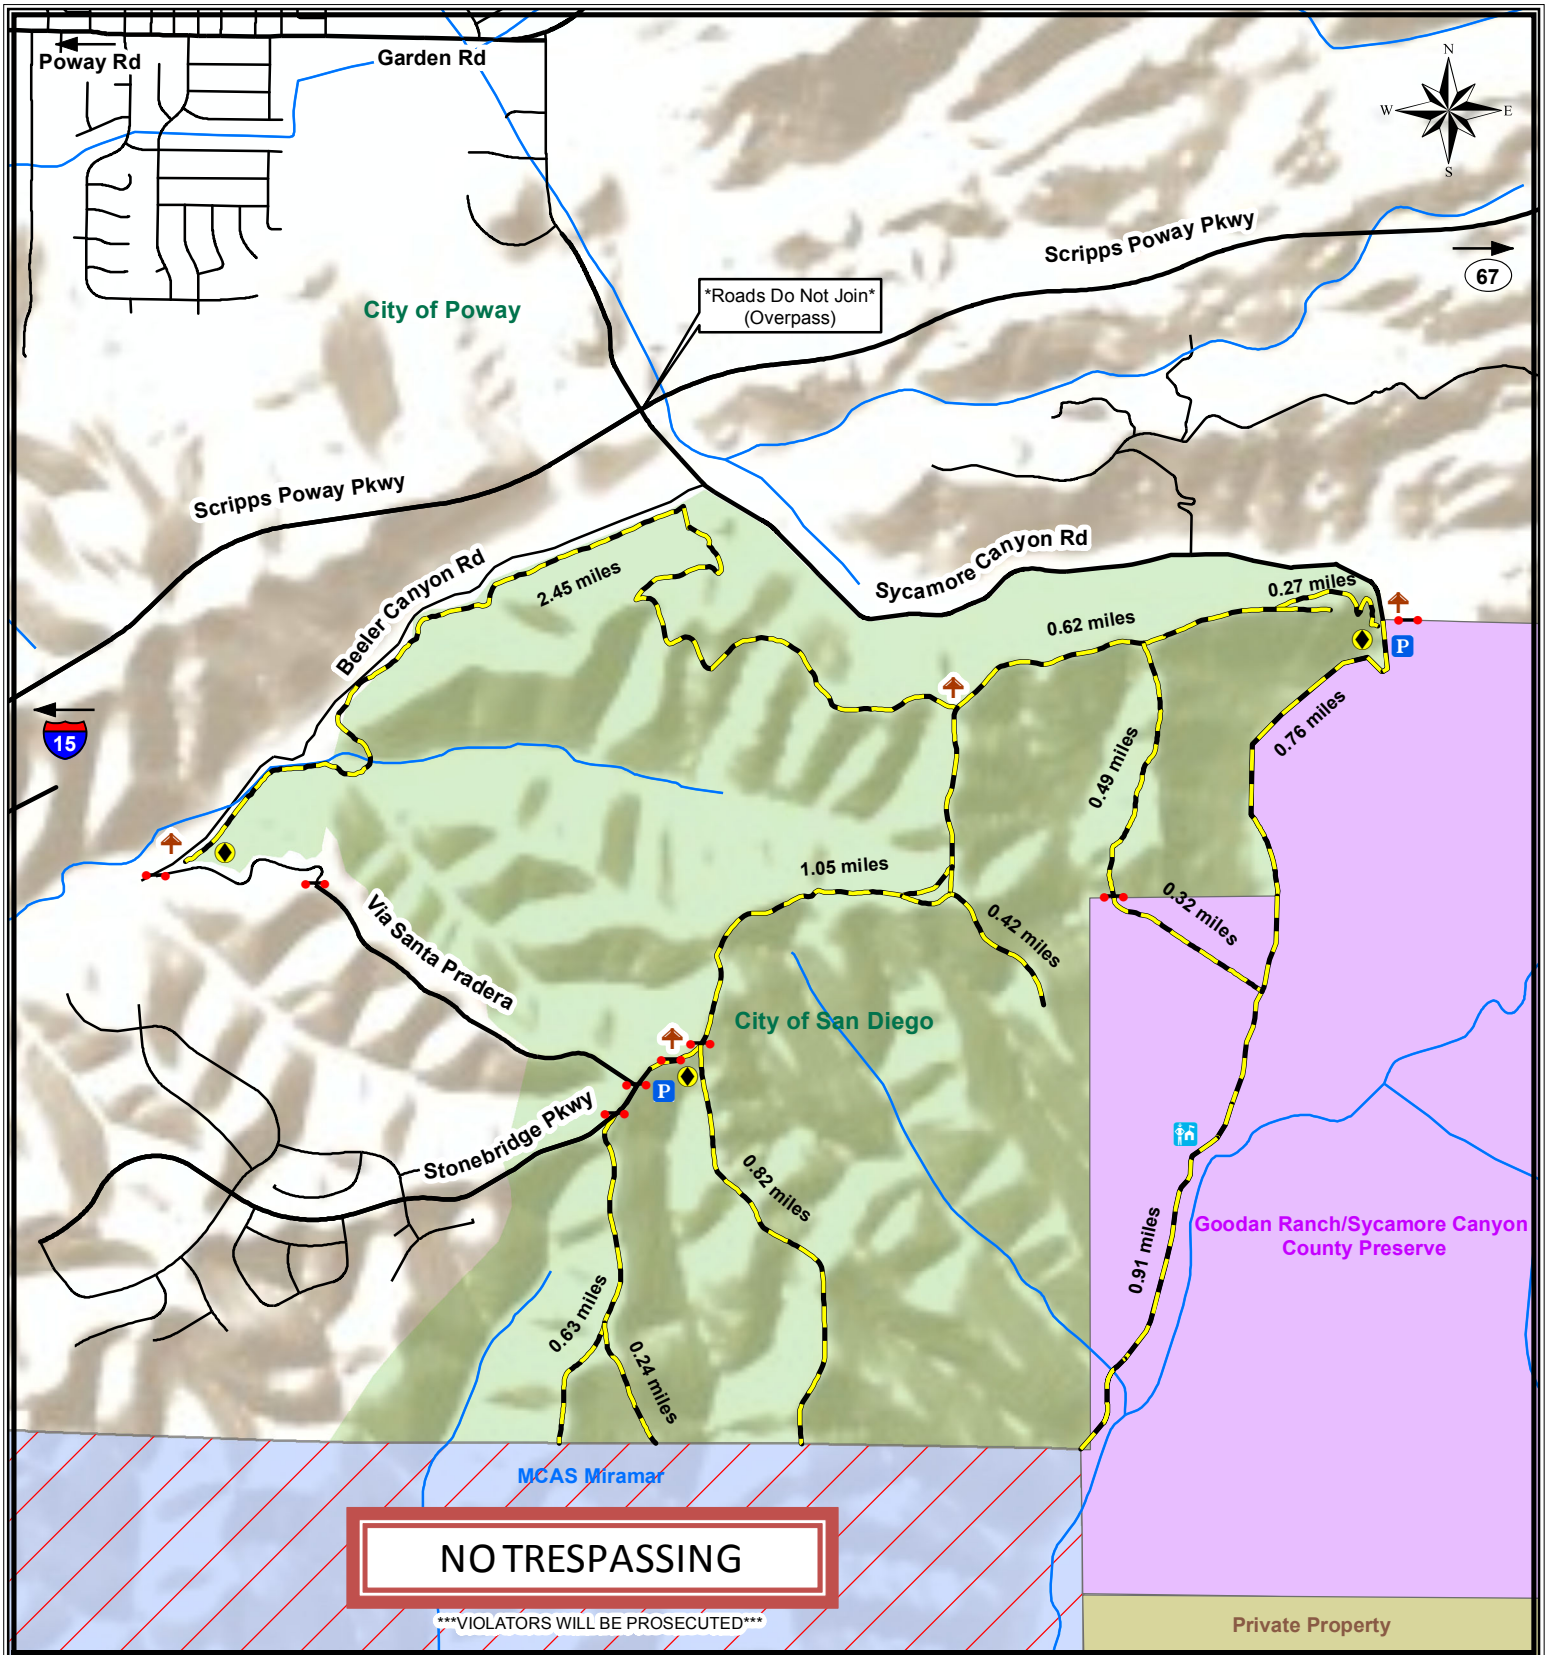 N
W
E
S
Poway Rd
Garden Rd
Scripps Poway Pkwy
67
*Roads Do Not Join*
(Overpass)
City of Poway
Scripps Poway Pkwy
Beeler Canyon Rd
2.45 miles
Sycamore Canyon Rd
0.27 miles
0.62 miles
P
15
0.76 miles
0.49 miles
1.05 miles
0.32 miles
0.42 miles
Via Santa Pradera
City of San Diego
P
Stonebridge Pkwy
0.82 miles
Goodan Ranch/Sycamore Canyon
County Preserve
0.91 miles
0.63 miles
0.24 miles
MCAS Miramar
NO TRESPASSING
***VIOLATORS WILL BE PROSECUTED***
Private Property